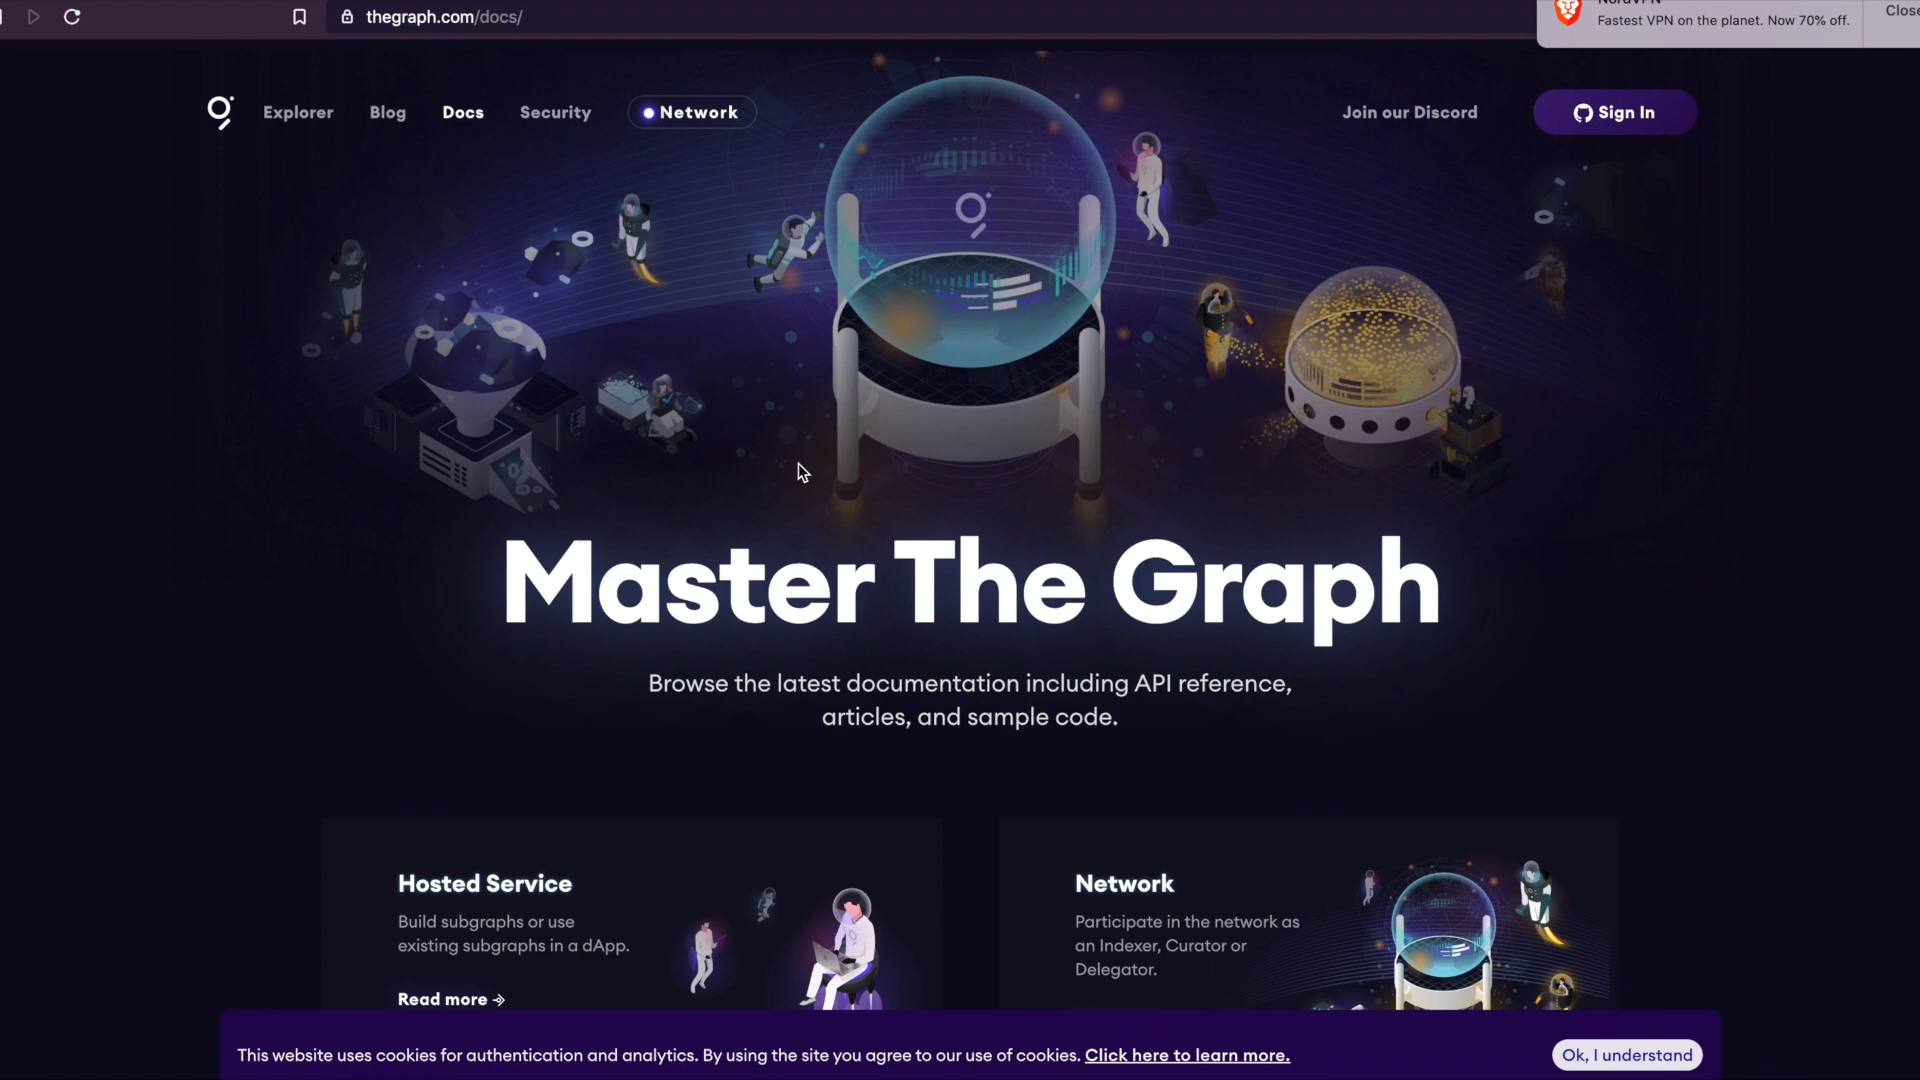 thegraph.com/docs/
Fastest VPN on the planet. Now 70% off.
Explorer
Blog
Docs
Security
Network
Join our Discord
Sign In
Master The Graph
Browse the latest documentation including API reference,
articles, and sample code.
Hosted Service
Build subgraphs or use
existing subgraphs in a dApp.
Read more
Network
Participate in the network as
an Indexer, Curator or
Delegator.
This website uses cookies for authentication and analytics. By using the site you agree to our use of cookies. Click here to learn more.
Ok, I understand